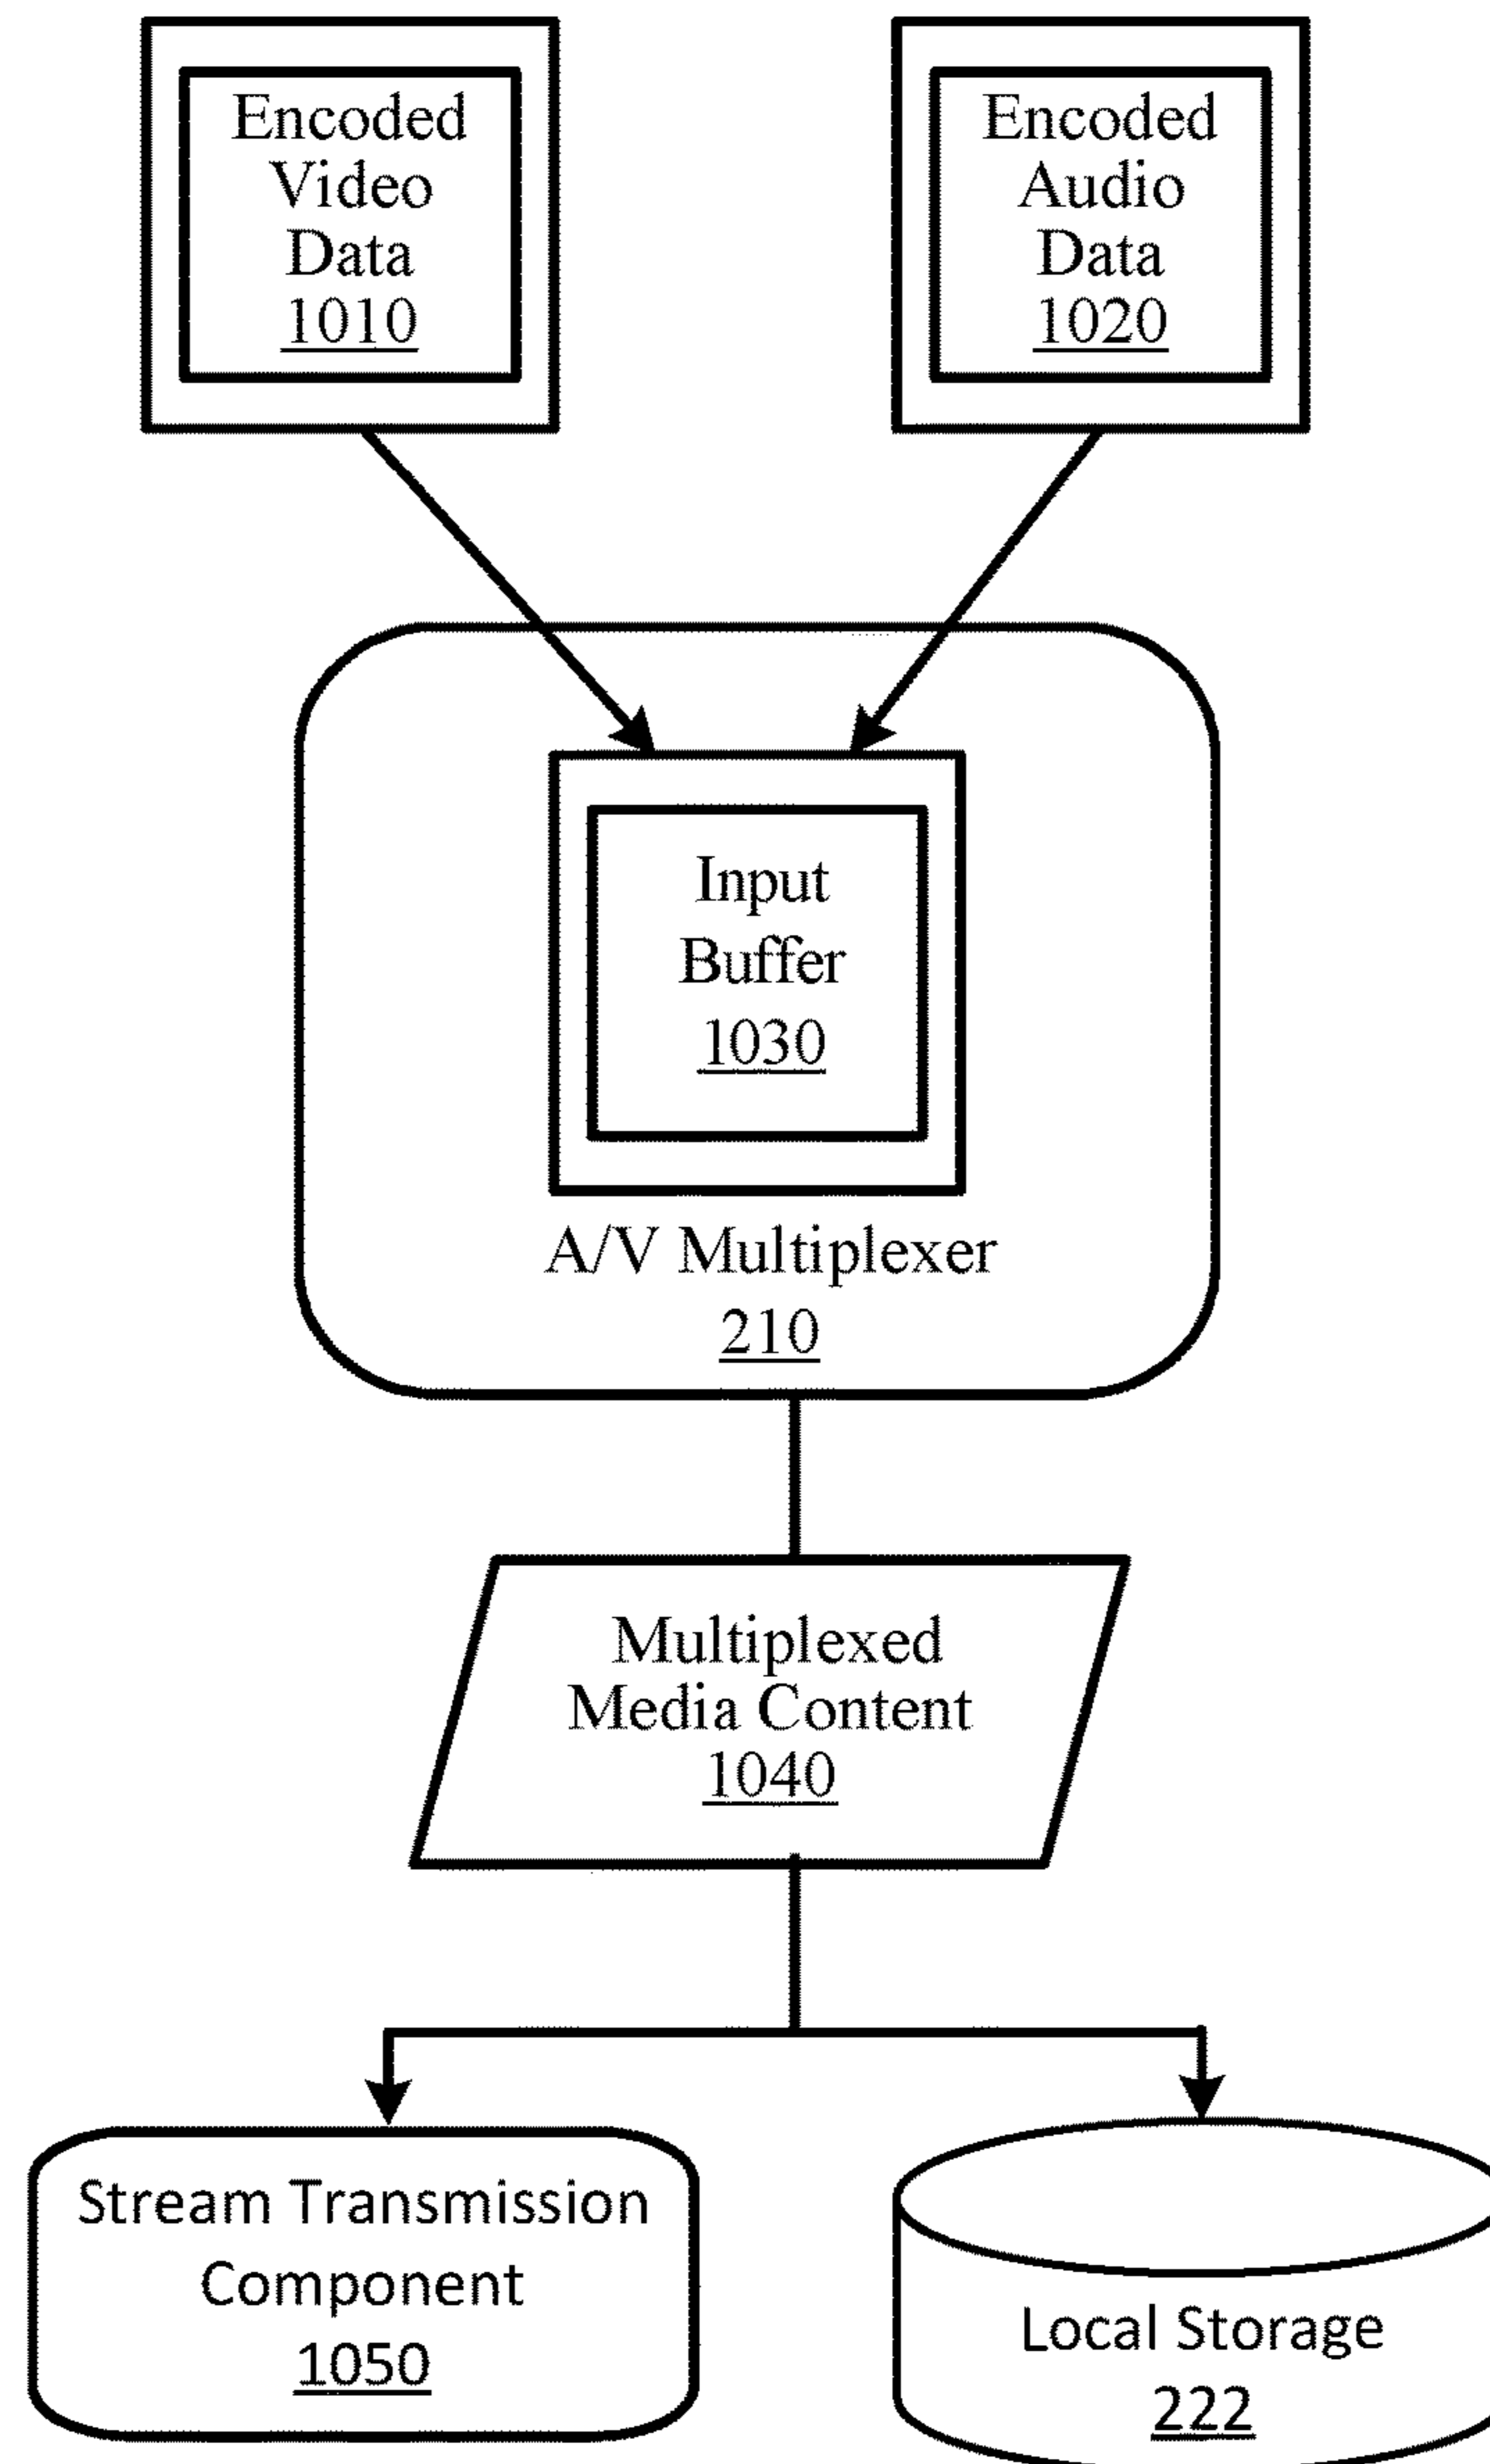 Encoded
Video
Data
1010
Encoded
Audio
Data
1020
Input
Buffer
1030
A/V Multiplexer
210
Multiplexed
Media Content
1040
Stream Transmission
Component
1050
Local Storage
222